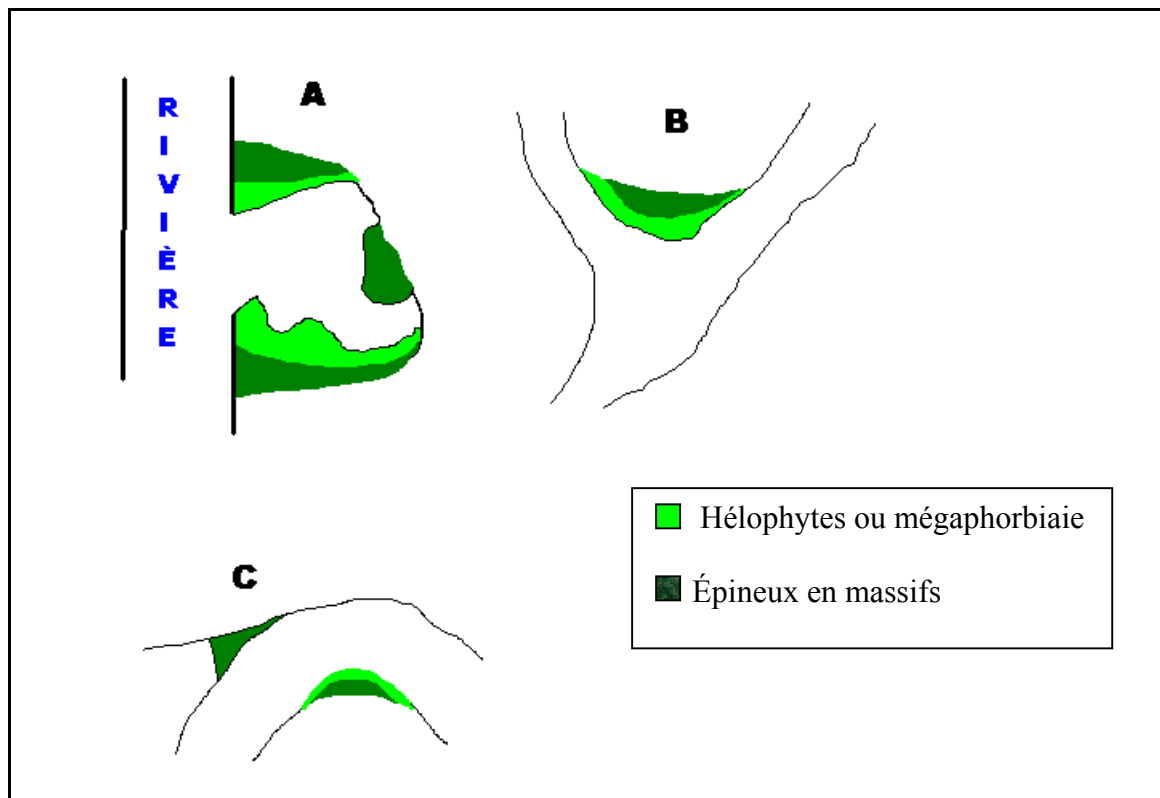 A
RIVIÈRE
B
Hélophytes ou mégaphorbiaie
Épineux en massifs
C